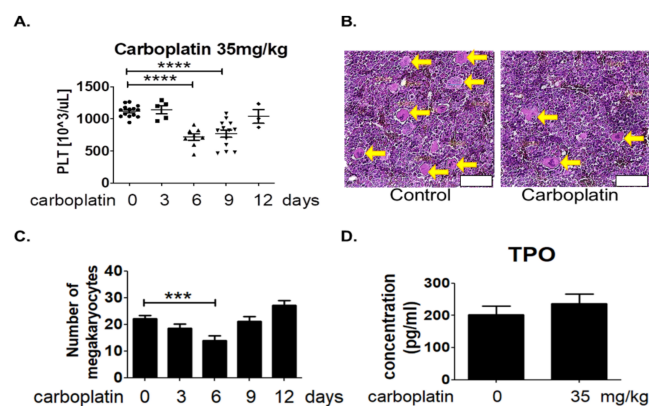 A.
Carboplatin 35mg/kg
****
****
PLT [10^3/uL]
1500
1000
500
0
carboplatin 0 3 6 9 12 days
B.
Control Carboplatin
C.
***
Number of
megakaryocytes
40
30
20
10
0
carboplatin 0 3 6 9 12 days
D.
TPO
concentration
(pg/ml)
300
200
100
0
carboplatin 0 35 mg/kg